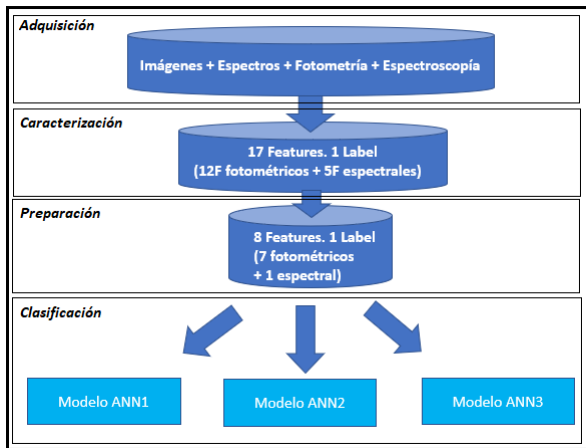 Adquisición
Imágenes + Espectros + Fotometría + Espectroscopía
Caracterización
17 Features. 1 Label
(12F fotométricos + 5F espectrales)
Preparación
8 Features. 1 Label
(7 fotométricos
+ 1 espectral)
Clasificación
Modelo ANN1
Modelo ANN2
Modelo ANN3